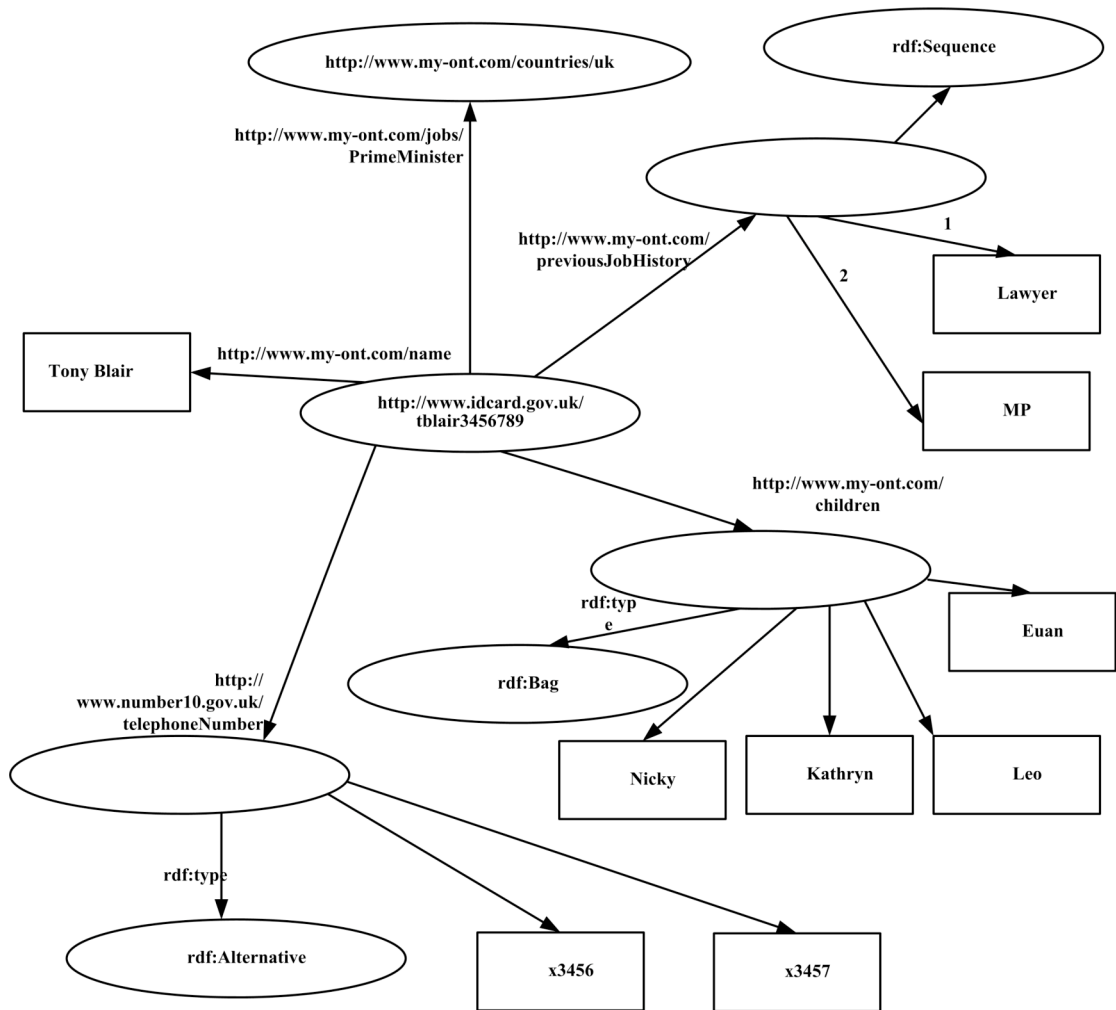 rdf:Sequence
http://www.my-ont.com/countries/uk
http://www.my-ont.com/jobs/
PrimeMinister
1
http://www.my-ont.com/
previousJobHistory
2
Lawyer
http://www.my-ont.com/name
Tony Blair
http://www.idcard.gov.uk/
tblair3456789
MP
http://www.my-ont.com/
children
rdf:typ
e
Euan
rdf:Bag
http://
www.number10.gov.uk/
telephoneNumber
Nicky
Kathryn
Leo
rdf:type
rdf:Alternative
x3456
x3457